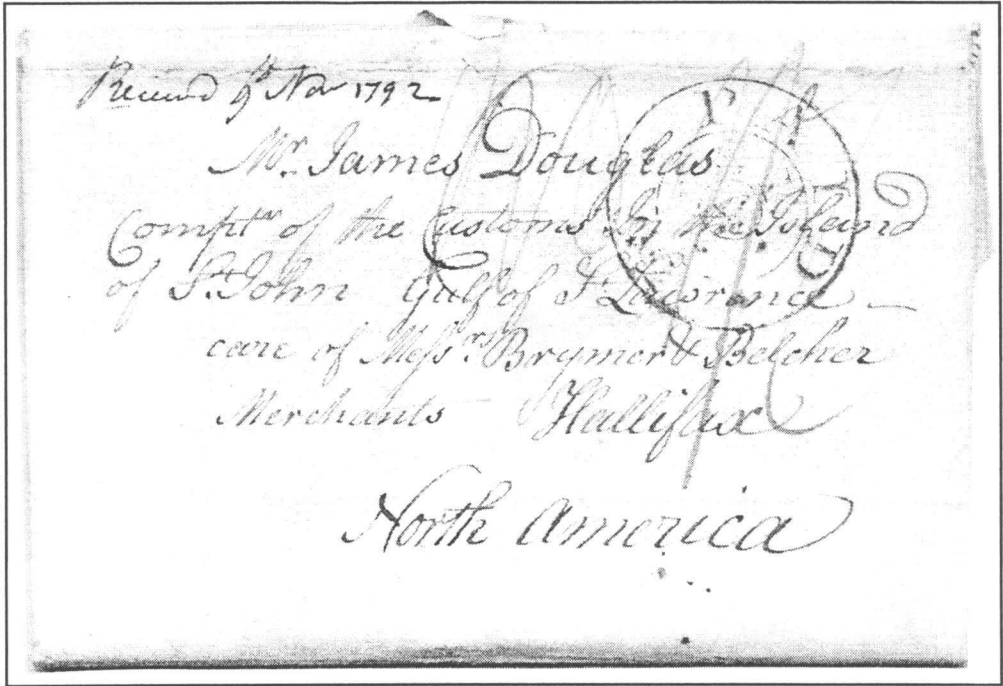 Received 9th Nov 1792
Mr. James Douglas
Comptr of the Customs In the Island
of St. John Gulf of St Lawrence
care of Messrs Brymer & Belcher
Merchants Hallifax
North America
PAID